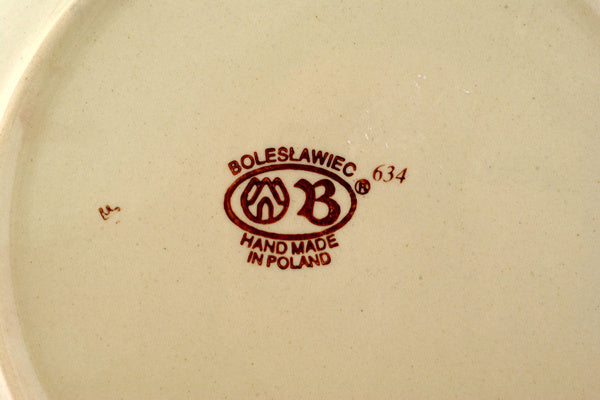 BOLESŁAWIEC
B® 634
HAND MADE
IN POLAND